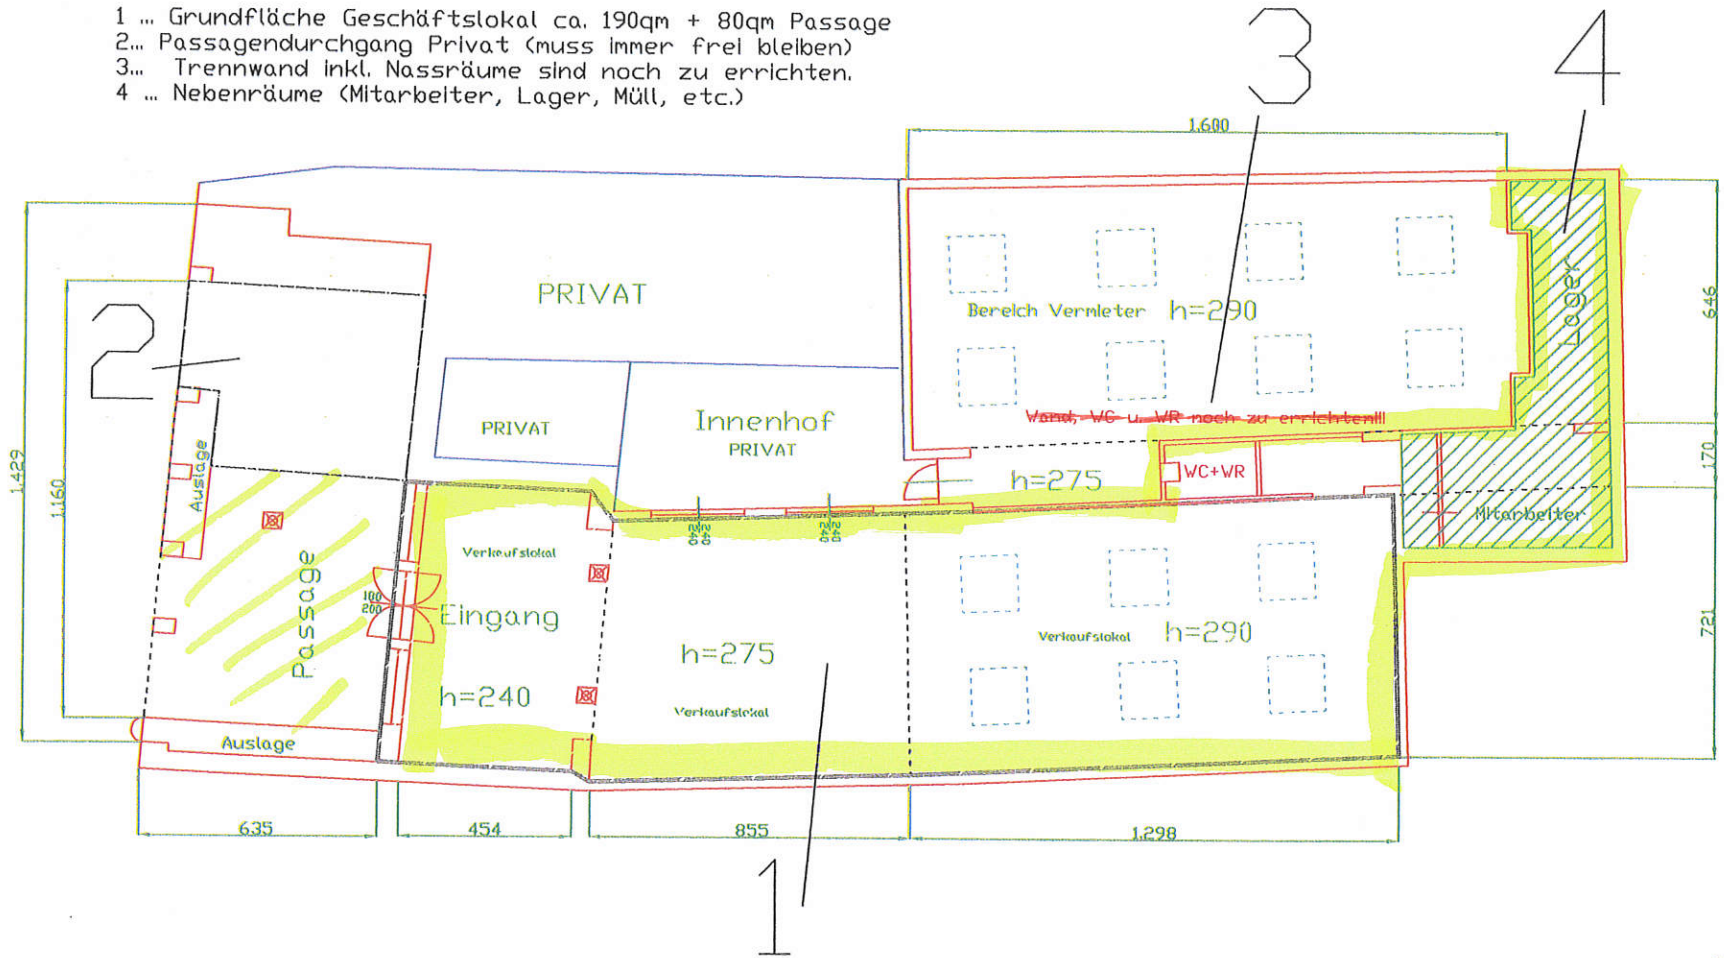 1 ... Grundfläche Geschäftslokal ca. 190qm + 80qm Passage
2... Passagendurchgang Privat (muss immer frei bleiben)
3... Trennwand inkl. Nassräume sind noch zu errichten.
4 ... Nebenräume (Mitarbeiter, Lager, Müll, etc.)
3
4
1.600
PRIVAT
Bereich Vermieter h=290
Lager
646
2
Wand, WC u. WR noch zu errichten!!!
PRIVAT
Innenhof
PRIVAT
Auslage
1.429
1.160
h=275
WC+WR
170
Mitarbeiter
240
240
240
240
Verkaufslokal
Passage
100
200
Eingang
h=275
Verkaufslokal
h=290
721
h=240
Verkaufslokal
Auslage
635
454
855
1.298
1